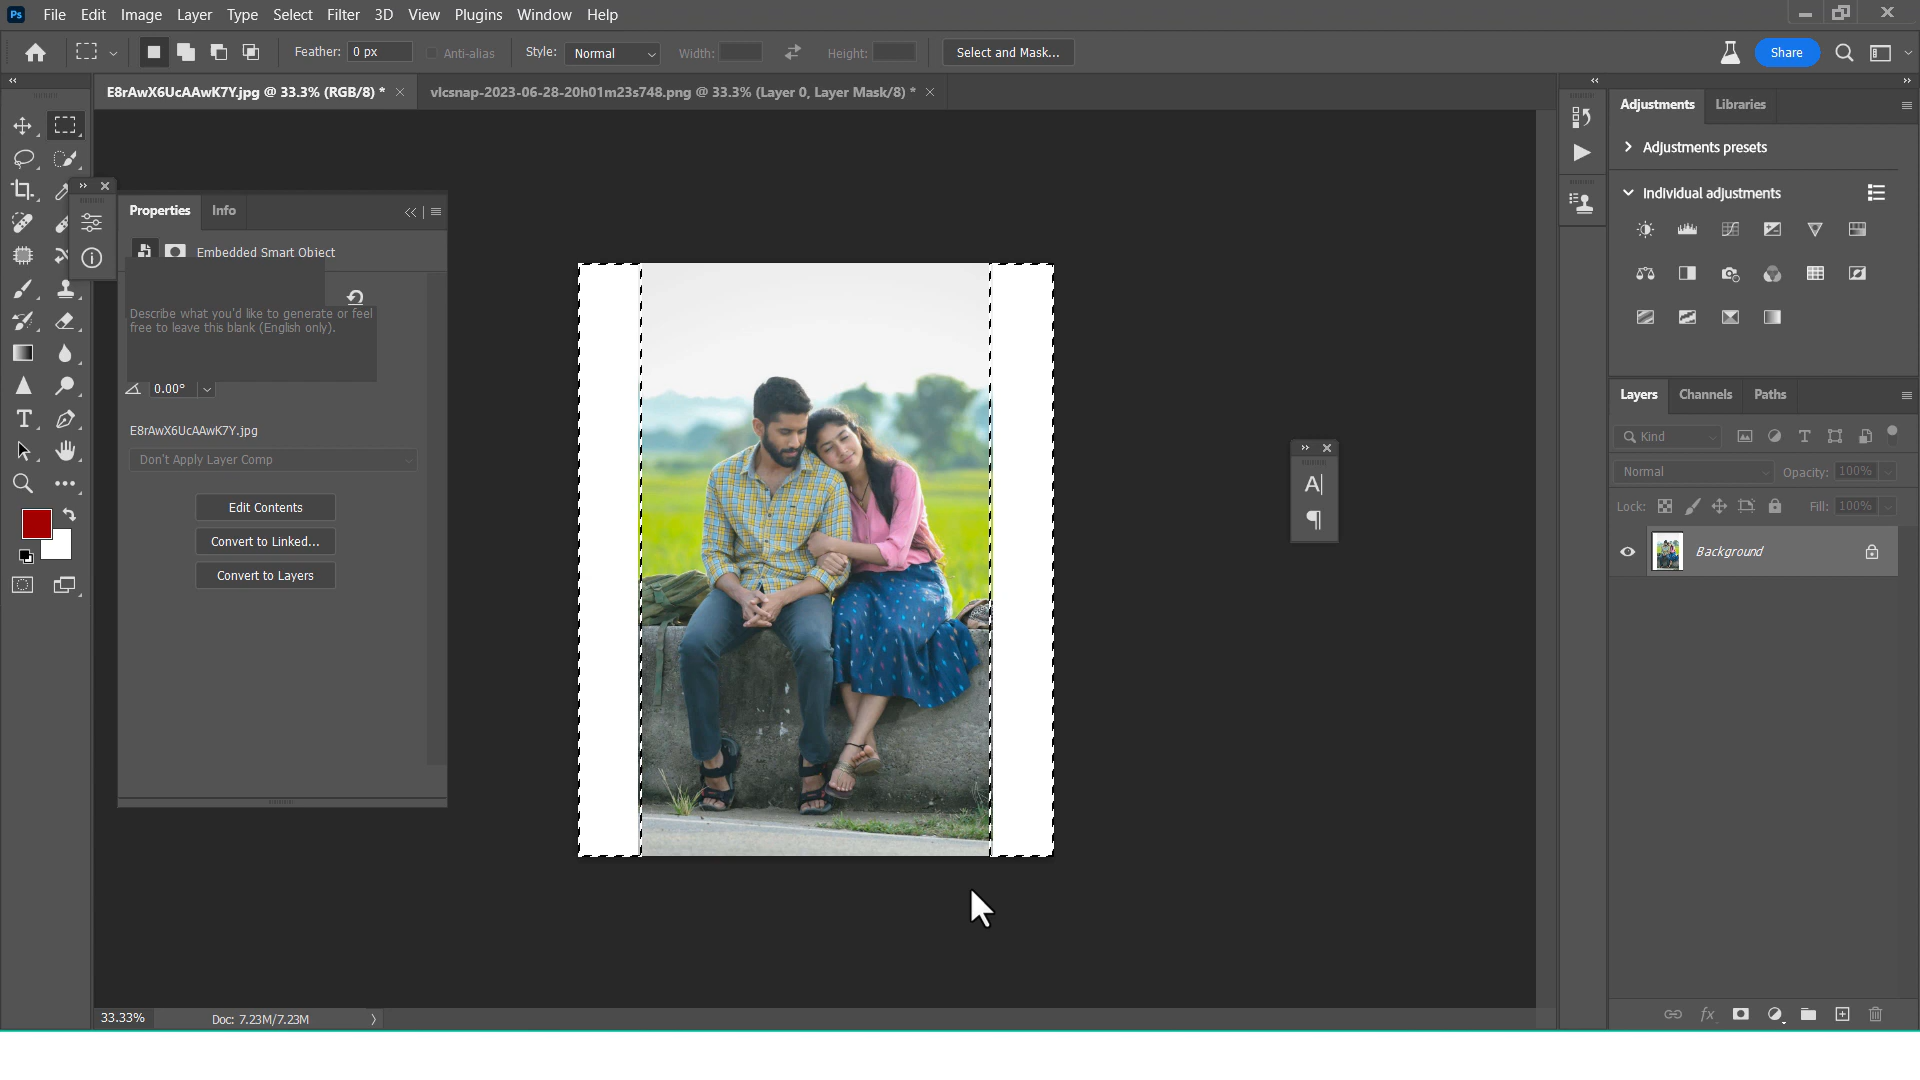 Ps File Edit Image Layer Type Select Filter 3D View Plugins Window Help
Feather: 0 px Anti-alias Style: Normal Width: Height: Select and Mask... Share
E8rAwX6UcAAwK7Y.jpg @ 33.3% (RGB/8) * vlcsnap-2023-06-28-20h01m23s748.png @ 33.3% (Layer 0, Layer Mask/8) *
Adjustments Libraries
Adjustments presets
Individual adjustments
Properties Info
Embedded Smart Object
Describe what you'd like to generate or feel
free to leave this blank (English only).
0.00°
E8rAwX6UcAAwK7Y.jpg
Don't Apply Layer Comp
Edit Contents
Convert to Linked...
Convert to Layers
Layers Channels Paths
Kind
Normal Opacity: 100%
Lock: Fill: 100%
Background
33.33% Doc: 7.23M/7.23M